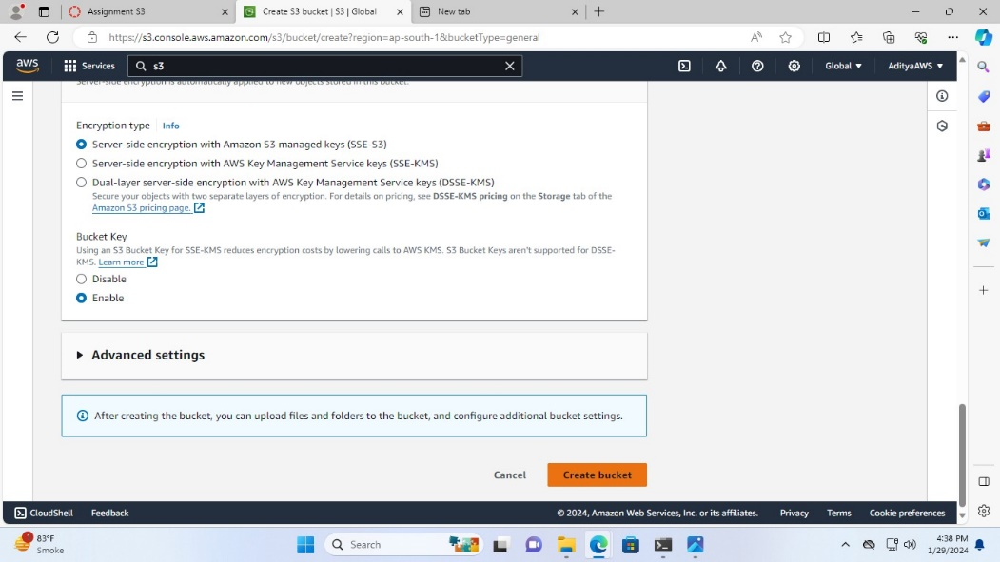 Assignment S3
Create S3 bucket | S3 | Global
New tab
https://s3.console.aws.amazon.com/s3/bucket/create?region=ap-south-1&bucketType=general
aws
Services
s3
Global
AdityaAWS
Server-side encryption is automatically applied to new objects stored in this bucket.
Encryption type
Info
Server-side encryption with Amazon S3 managed keys (SSE-S3)
Server-side encryption with AWS Key Management Service keys (SSE-KMS)
Dual-layer server-side encryption with AWS Key Management Service keys (DSSE-KMS)
Secure your objects with two separate layers of encryption. For details on pricing, see DSSE-KMS pricing on the Storage tab of the
Amazon S3 pricing page.
Bucket Key
Using an S3 Bucket Key for SSE-KMS reduces encryption costs by lowering calls to AWS KMS. S3 Bucket Keys aren't supported for DSSE-
KMS. Learn more
Disable
Enable
Advanced settings
After creating the bucket, you can upload files and folders to the bucket, and configure additional bucket settings.
Cancel
Create bucket
CloudShell
Feedback
© 2024, Amazon Web Services, Inc. or its affiliates.
Privacy
Terms
Cookie preferences
1
83°F
Smoke
Search
4:38 PM
1/29/2024